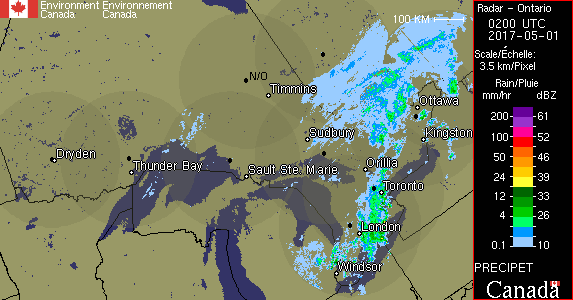 Environment Environnement
Canada Canada
100 KM
N/O
Timmins
Ottawa
Sudbury
Kingston
Dryden
Thunder Bay
Sault Ste. Marie
Orillia
Toronto
London
Windsor
Radar - Ontario
0200 UTC
2017-05-01
Scale/Échelle:
3.5 km/Pixel
Rain/Pluie
mm/hr dBZ
200 61
100 52
50 46
24 39
12 33
4 26
0.1 10
PRECIPET
Canada